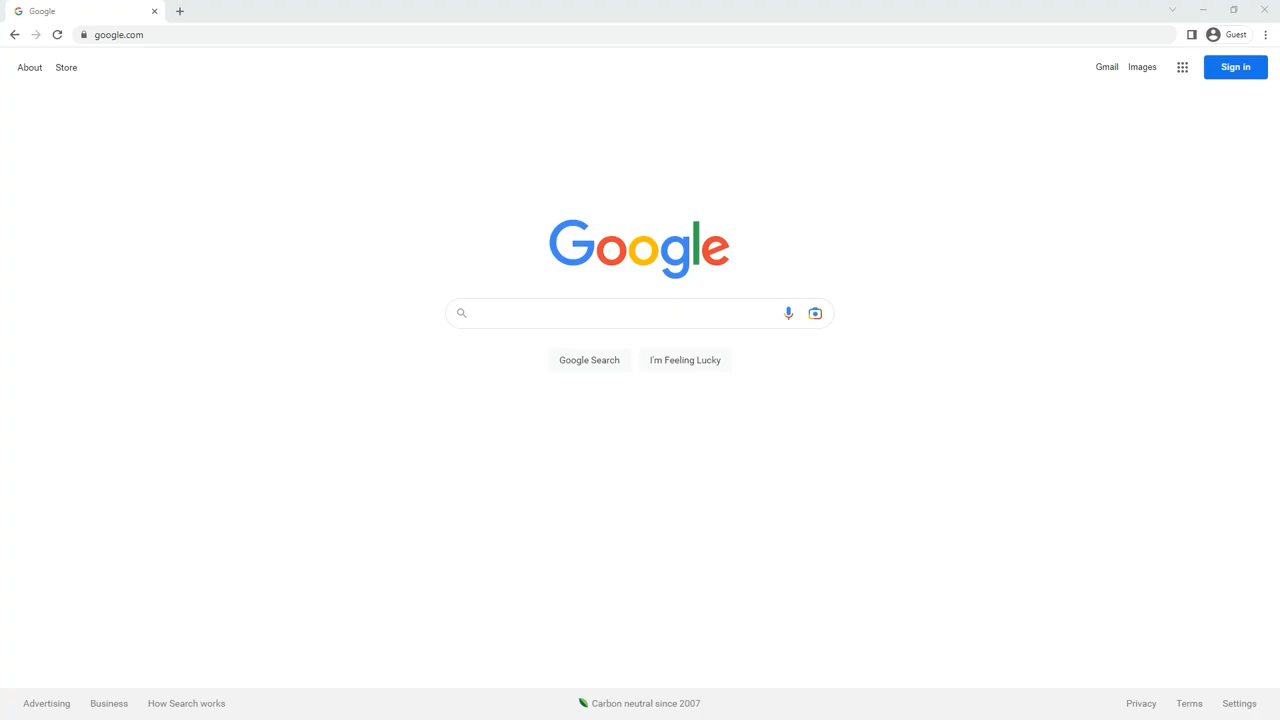 Google
google.com
Guest
About Store
Gmail Images Sign in
Google
Google Search I'm Feeling Lucky
Advertising Business How Search works Carbon neutral since 2007 Privacy Terms Settings